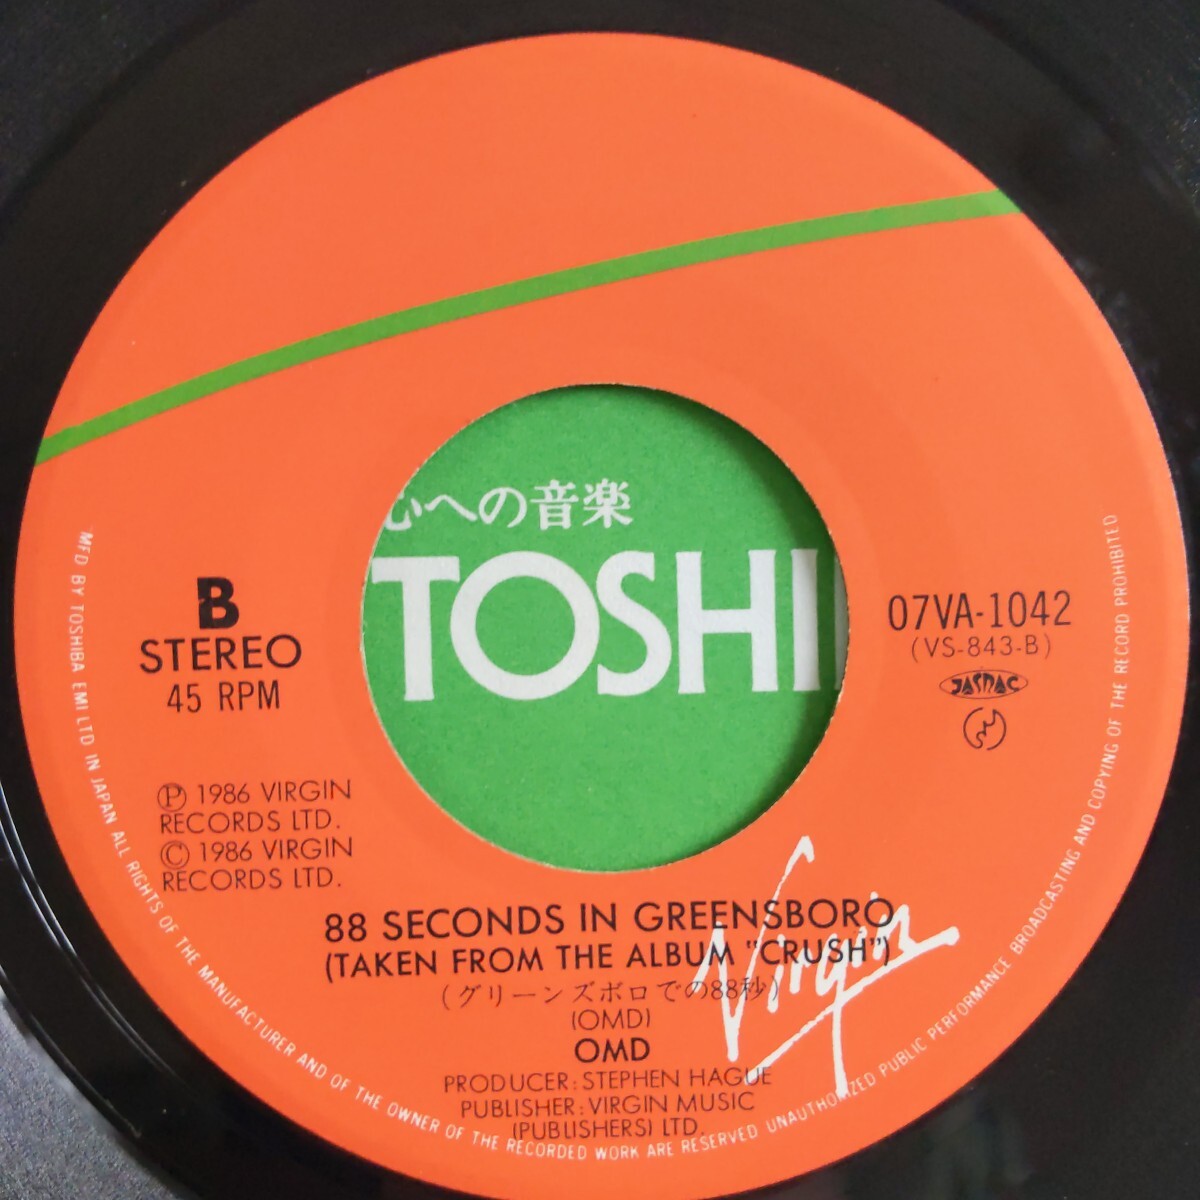 心への音楽
TOSHI
B
STEREO
45 RPM
07VA-1042
(VS-843-B)
JASRAC
Ⓟ 1986 VIRGIN
RECORDS LTD.
© 1986 VIRGIN
RECORDS LTD.
88 SECONDS IN GREENSBORO
(TAKEN FROM THE ALBUM "CRUSH")
(グリーンズボロでの88秒)
(OMD)
OMD
PRODUCER: STEPHEN HAGUE
PUBLISHER: VIRGIN MUSIC
(PUBLISHERS) LTD.
Virgin
MFD BY TOSHIBA EMI LTD IN JAPAN ALL RIGHTS OF THE MANUFACTURER AND OF THE OWNER OF THE RECORDED WORK ARE RESERVED UNAUTHORIZED PUBLIC PERFORMANCE BROADCASTING AND COPYING OF THE RECORD PROHIBITED